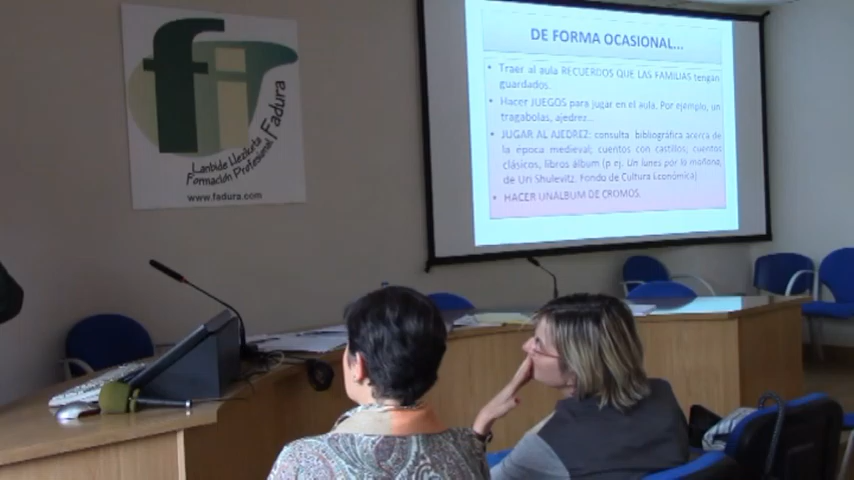 fi
Lanbide Heziketa
Formación Profesional Fadura
www.fadura.com
DE FORMA OCASIONAL...
• Traer al aula RECUERDOS QUE LAS FAMILIAS tengan
guardados.
• Hacer JUEGOS para jugar en el aula. Por ejemplo, un
tragabolas, ajedrez...
• JUGAR AL AJEDREZ: consulta bibliográfica acerca de
la época medieval; cuentos con castillos; cuentos
clásicos, libros álbum (p ej. Un lunes por la mañana,
de Uri Shulevitz. Fondo de Cultura Económica)
• HACER UNALBUM DE CROMOS.